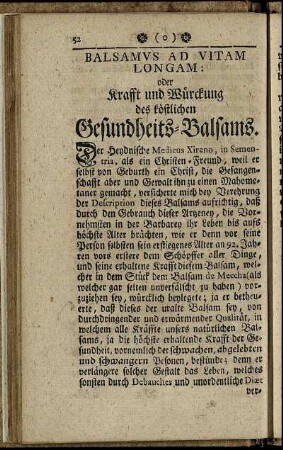 52 ( o )
BALSAMVS AD VITAM
LONGAM:
oder
Krafft und Würckung
des köstlichen
Gesundheits-Balsams.
Der Heydnische Medicus Xireno, in Semen-
tria, als ein Christen-Freund, weil er
selbst von Geburth ein Christ, die Gefangen-
schafft aber und Gewalt ihn zu einen Mahome-
taner gemacht, versicherte mich bey Verehrung
der Description dieses Balsams auffrichtig, daß
durch den Gebrauch dieser Artzeney, die Vor-
nehmsten in der Barbarey ihr Leben bis aufs
höchste Alter brächten, wie er denn vor seine
Person selbsten sein erstiegenes Alter an 92. Jah-
ren vors erstere dem Schöpffer aller Dinge,
und seine erhaltene Krafft diesem Balsam, wel-
cher in dem Stück dem Balsam de Mecchа(als
welcher gar selten unverfälscht zu haben) vor-
zuziehen sey, würcklich beylegete; ja er betheu-
erte, daß dieses der uralte Balsam sey, von
durchdringender und erwärmender Qualität, in
welchem alle Kräffte unsers natürlichen Bal-
sams, ja die höchste erhaltende Krafft der Ge-
sundheit, vornemlich der schwachen, abgelebten
und schwangern Pesonen, bestünde; denn er
verlängere solcher Gestalt das Leben, welches
sonsten durch Debauches und unordentliche Diæt
ver-